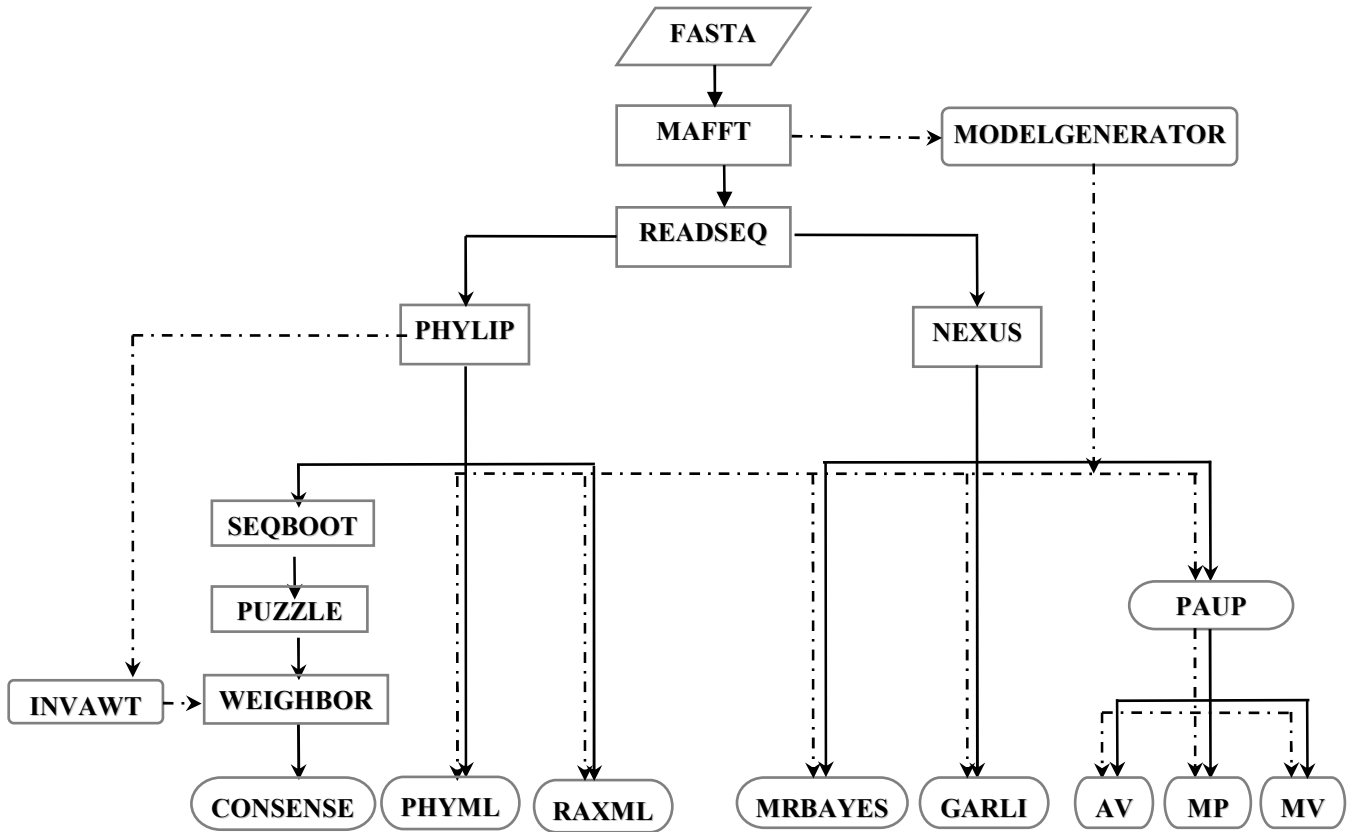 FASTA
MAFFT
MODELGENERATOR
READSEQ
PHYLIP
NEXUS
SEQBOOT
PUZZLE
PAUP
INVAWT
WEIGHBOR
CONSENSE
PHYML
RAXML
MRBAYES
GARLI
AV
MP
MV